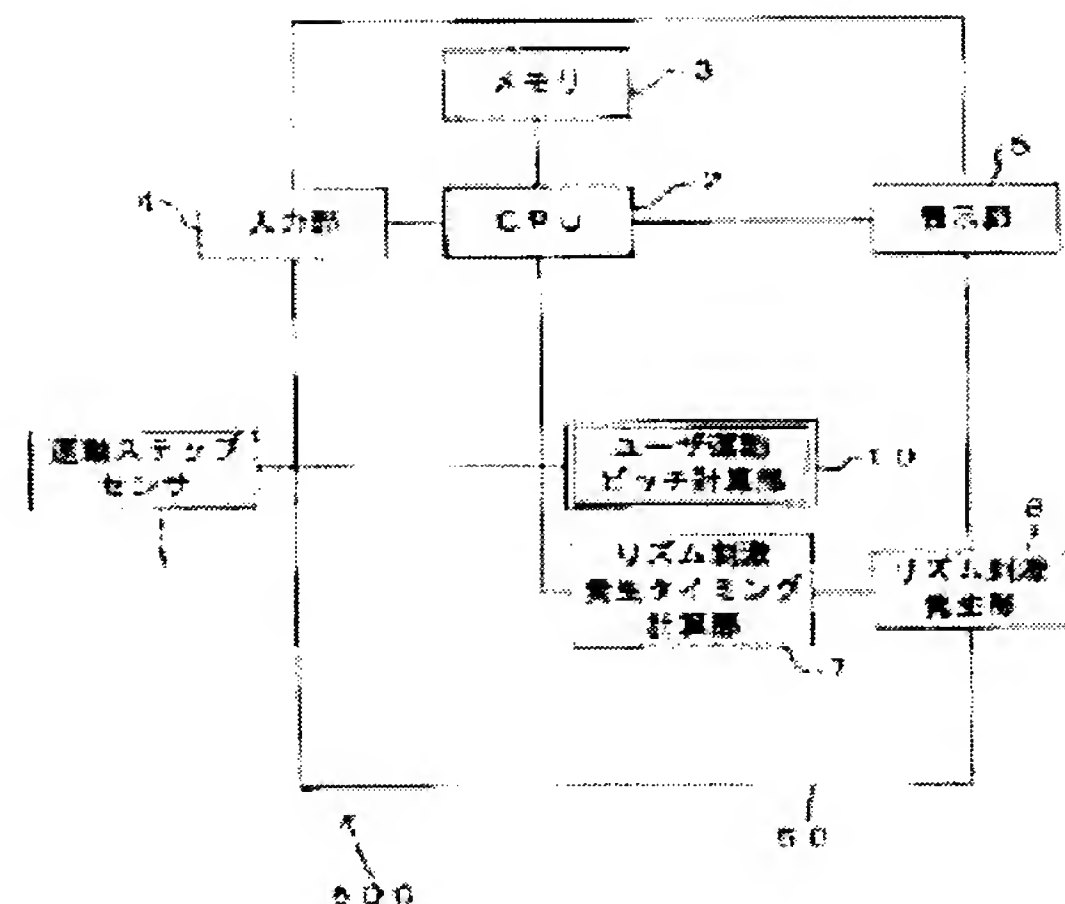 メモリ
3
4
入力部
CPU
2
表示部
5
運動ステップ
センサ
1
ユーザ運動
ピッチ計算部
10
リズム刺激
発生タイミング
計算部
7
リズム刺激
発生部
50